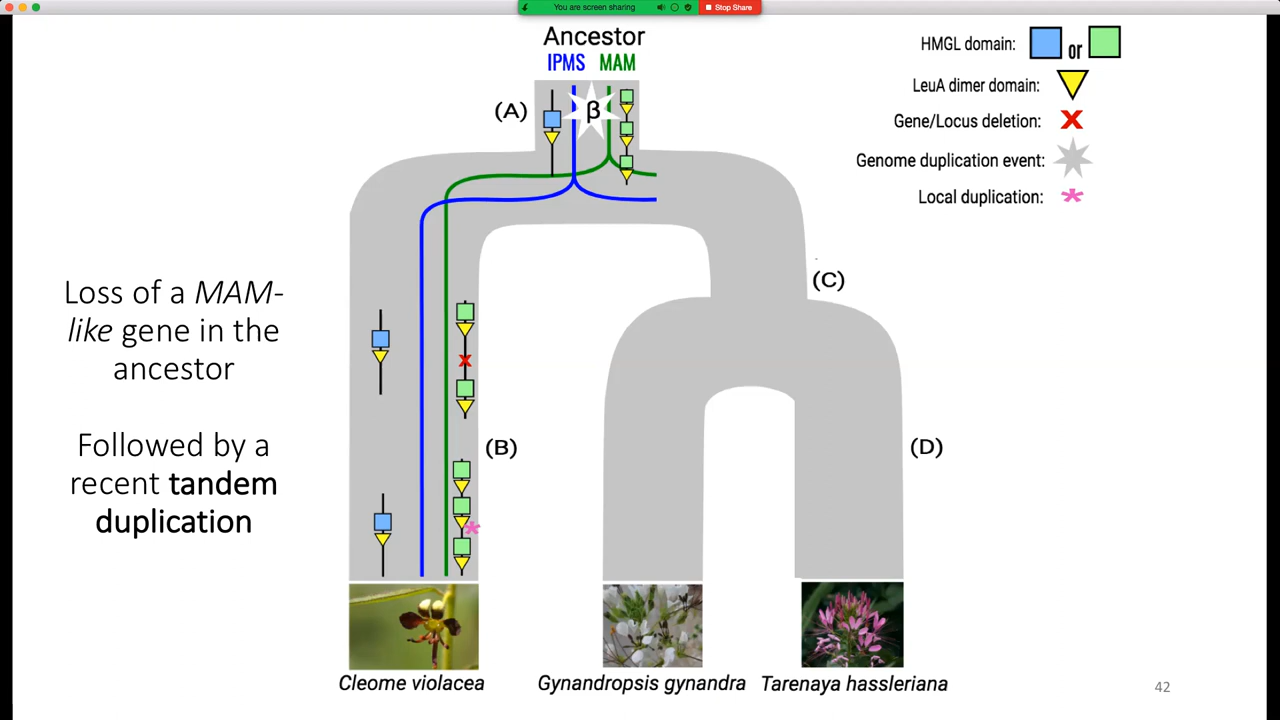 You are screen sharing
Stop Share
Ancestor
IPMS MAM
(A)
β
HMGL domain:
or
LeuA dimer domain:
Gene/Locus deletion:
Genome duplication event:
Local duplication:
*
(C)
Loss of a MAM-
like gene in the
ancestor
x
Followed by a
recent tandem
duplication
(B)
(D)
*
Cleome violacea
Gynandropsis gynandra
Tarenaya hassleriana
42